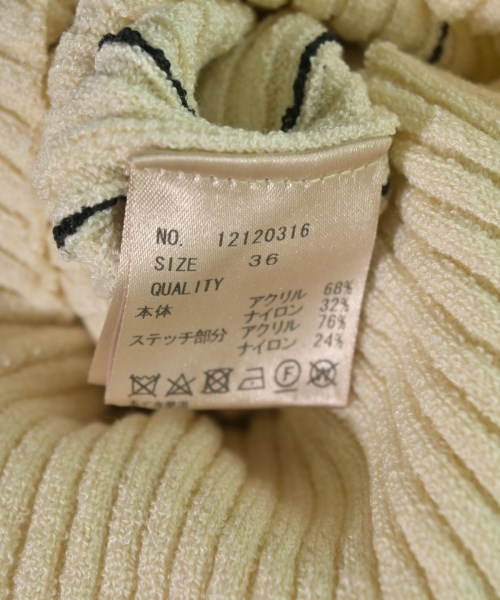 NO. 12120316
SIZE 36
QUALITY
本体 アクリル 68%
ナイロン 32%
ステッチ部分 アクリル 76%
ナイロン 24%
F